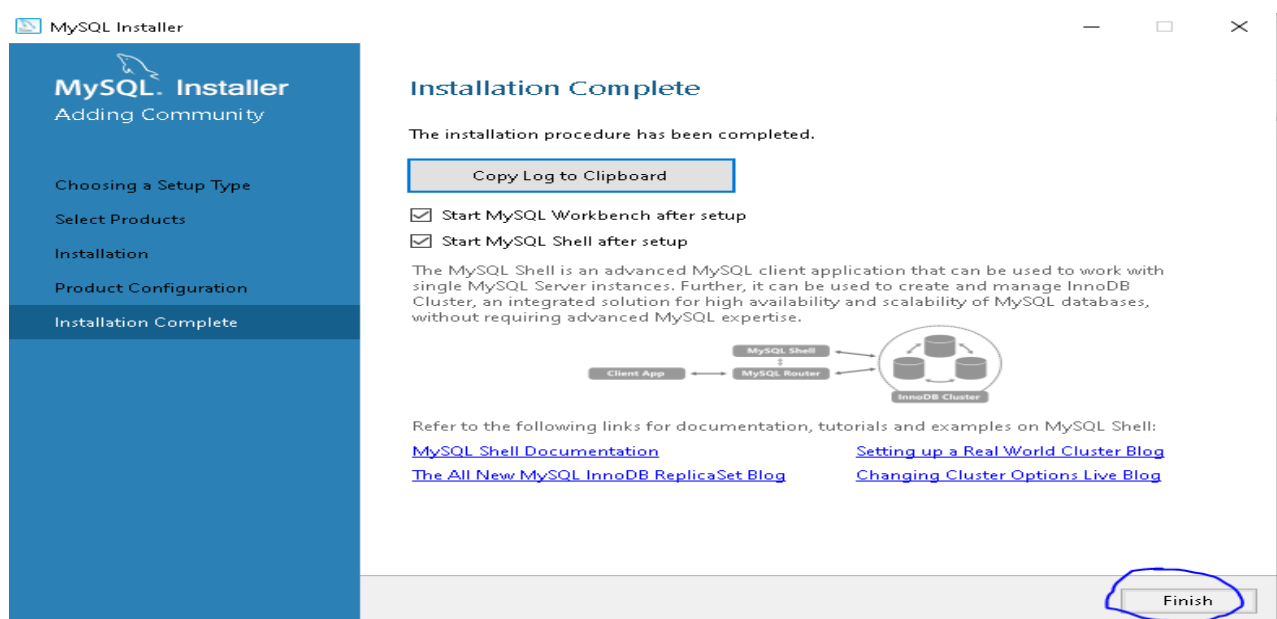 MySQL Installer
MySQL. Installer
Adding Community
Choosing a Setup Type
Select Products
Installation
Product Configuration
Installation Complete
Installation Complete
The installation procedure has been completed.
Copy Log to Clipboard
Start MySQL Workbench after setup
Start MySQL Shell after setup
The MySQL Shell is an advanced MySQL client application that can be used to work with
single MySQL Server instances. Further, it can be used to create and manage InnoDB
Cluster, an integrated solution for high availability and scalability of MySQL databases,
without requiring advanced MySQL expertise.
MySQL Shell
Client App
MySQL Router
InnoDB Cluster
Refer to the following links for documentation, tutorials and examples on MySQL Shell:
MySQL Shell Documentation
Setting up a Real World Cluster Blog
The All New MySQL InnoDB ReplicaSet Blog
Changing Cluster Options Live Blog
Finish